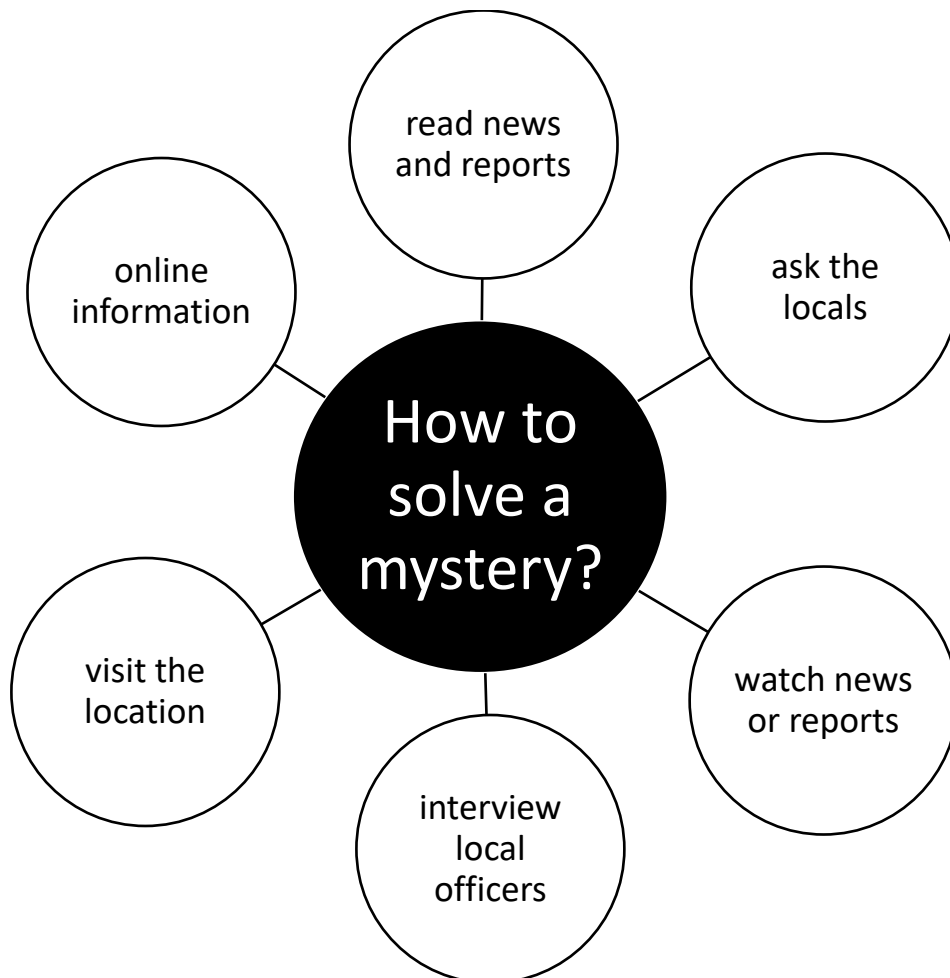 How to
solve a
mystery?
read news
and reports
ask the
locals
watch news
or reports
interview
local
officers
visit the
location
online
information